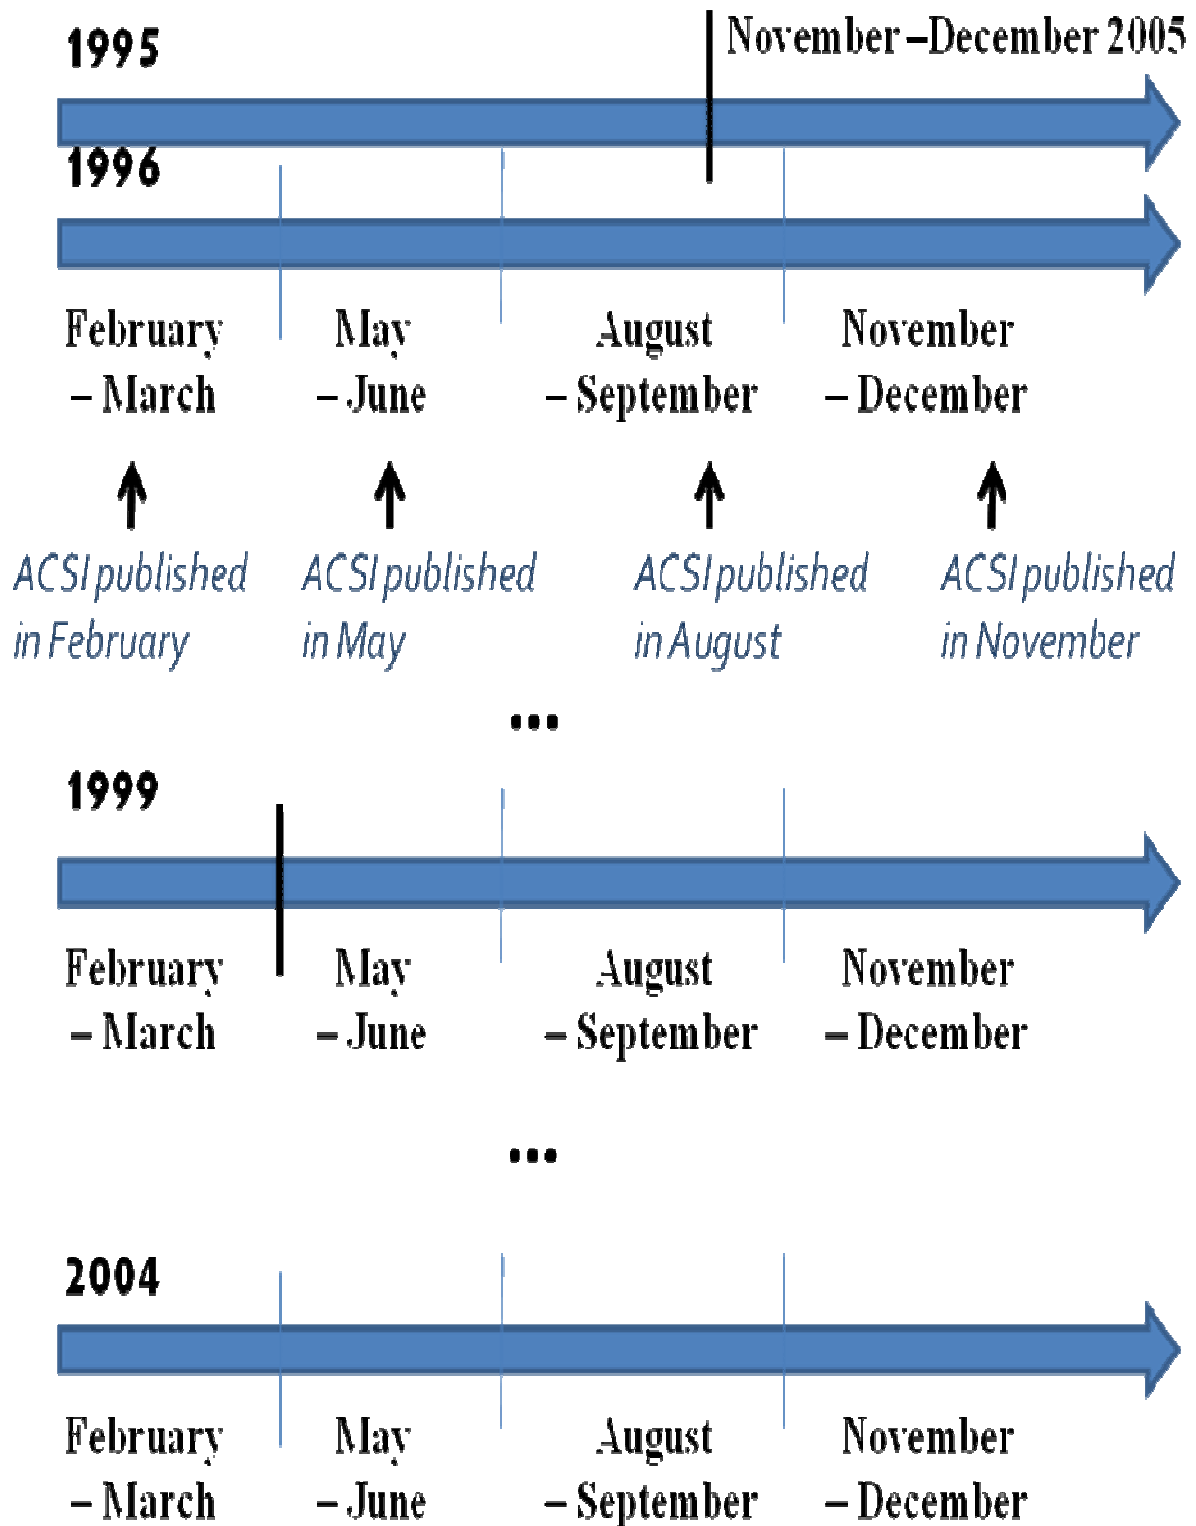 1995
November –December 2005
1996
February May August November
– March – June – September – December
ACSI published ACSI published ACSI published ACSI published
in February in May in August in November
...
1999
February May August November
– March – June – September – December
...
2004
February May August November
– March – June – September – December